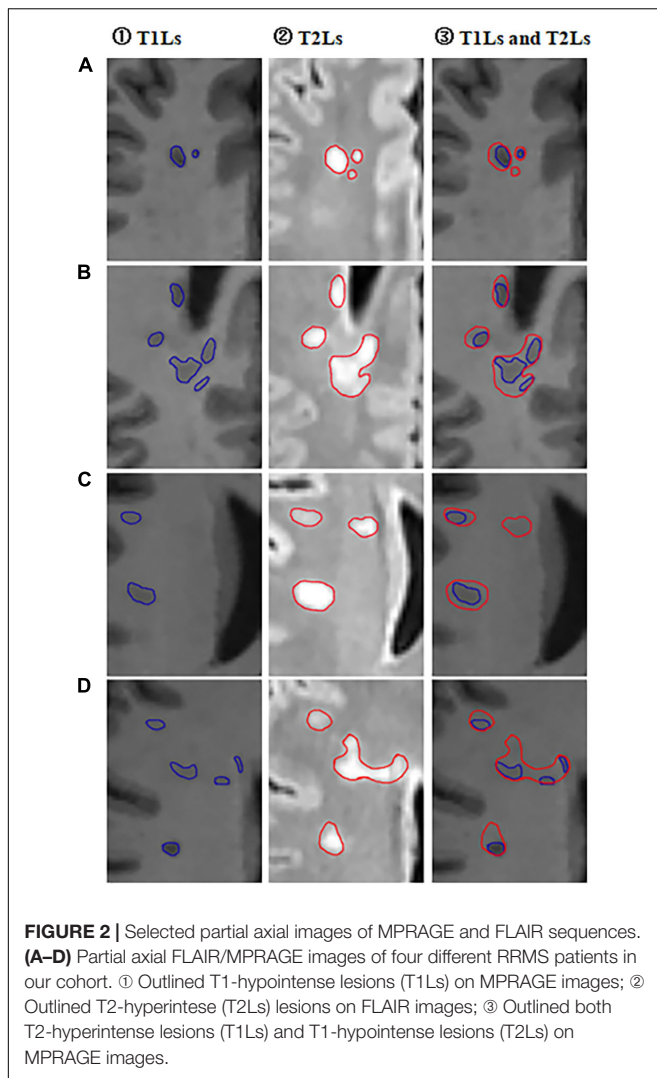 ① T1Ls ② T2Ls ③ T1Ls and T2Ls
A
B
C
D
FIGURE 2 | Selected partial axial images of MPRAGE and FLAIR sequences.
(A–D) Partial axial FLAIR/MPRAGE images of four different RRMS patients in
our cohort. ① Outlined T1-hypointense lesions (T1Ls) on MPRAGE images; ②
Outlined T2-hyperintese (T2Ls) lesions on FLAIR images; ③ Outlined both
T2-hyperintense lesions (T1Ls) and T1-hypointense lesions (T2Ls) on
MPRAGE images.